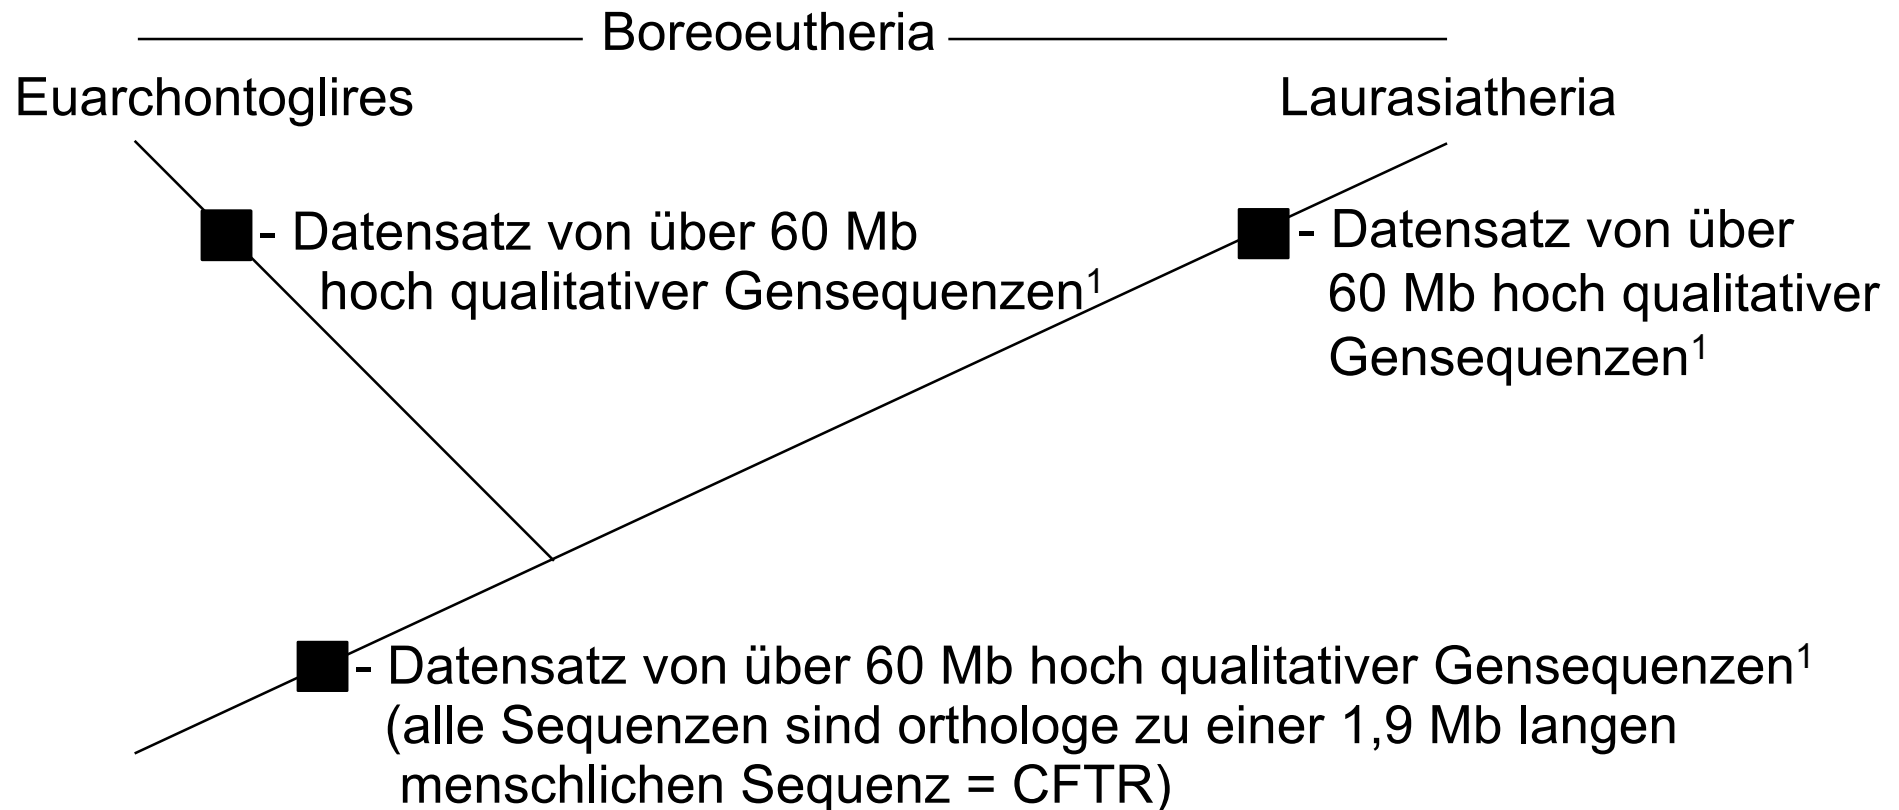 Boreoeutheria
Euarchontoglires
Laurasiatheria
- Datensatz von über 60 Mb
hoch qualitativer Gensequenzen¹
- Datensatz von über
60 Mb hoch qualitativer
Gensequenzen¹
- Datensatz von über 60 Mb hoch qualitativer Gensequenzen¹
(alle Sequenzen sind orthologe zu einer 1,9 Mb langen
menschlichen Sequenz = CFTR)